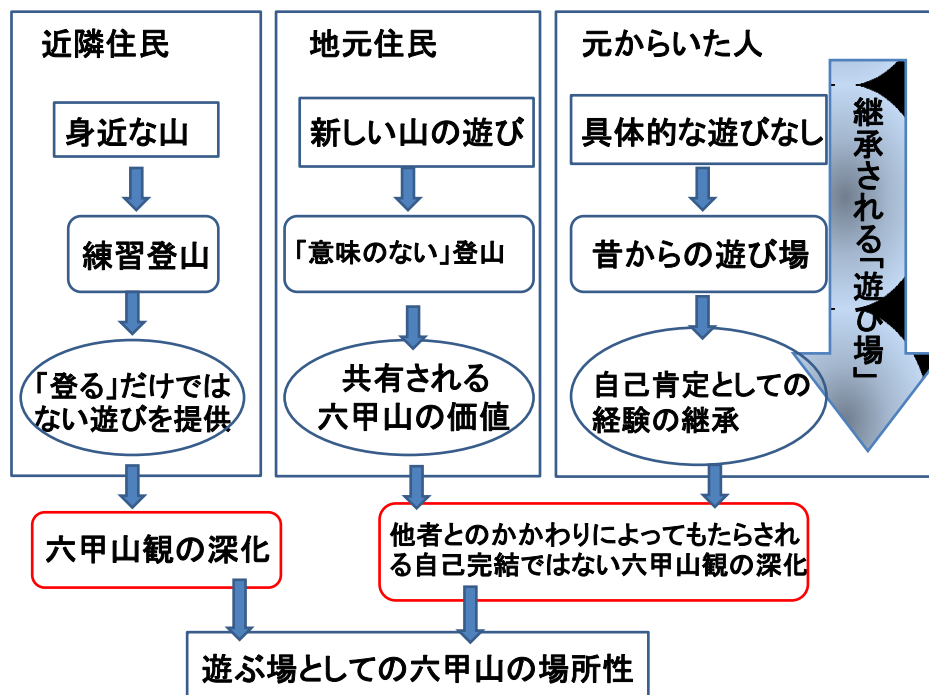 近隣住民
身近な山
練習登山
「登る」だけでは
ない遊びを提供
地元住民
新しい山の遊び
「意味のない」登山
共有される
六甲山の価値
元からいた人
具体的な遊びなし
昔からの遊び場
自己肯定としての
経験の継承
継承される「遊び場」
六甲山観の深化
他者とのかかわりによってもたらされ
る自己完結ではない六甲山観の深化
遊ぶ場としての六甲山の場所性